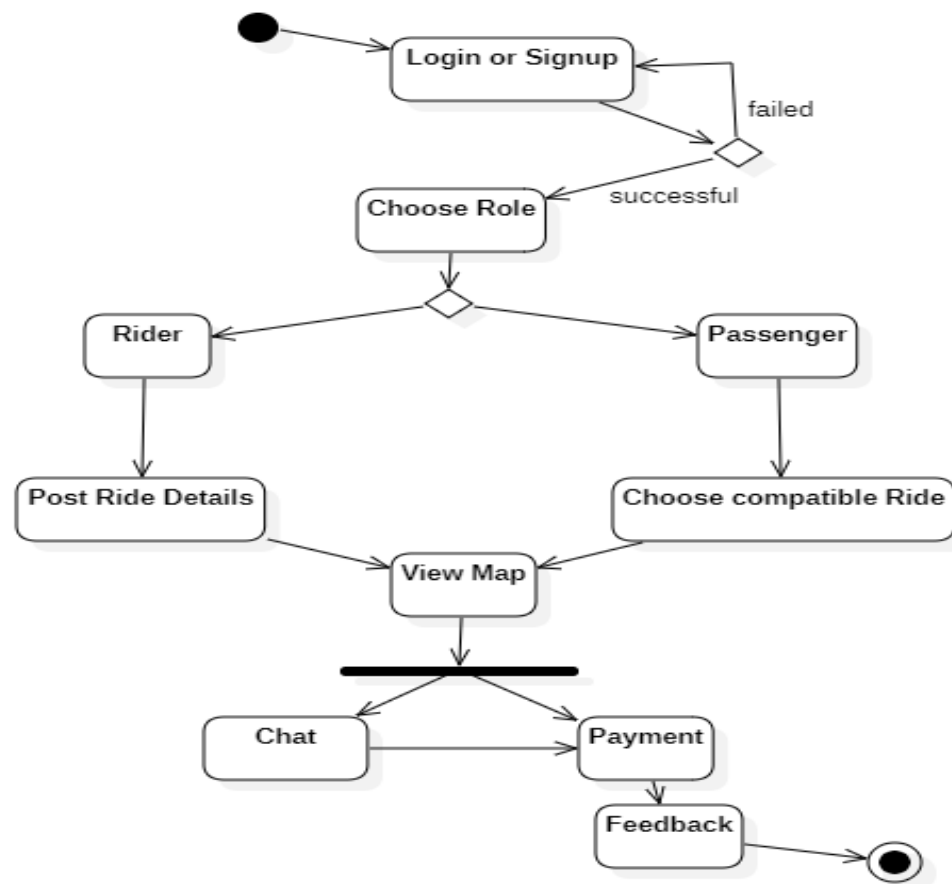 Login or Signup
failed
successful
Choose Role
Rider
Passenger
Post Ride Details
Choose compatible Ride
View Map
Chat
Payment
Feedback